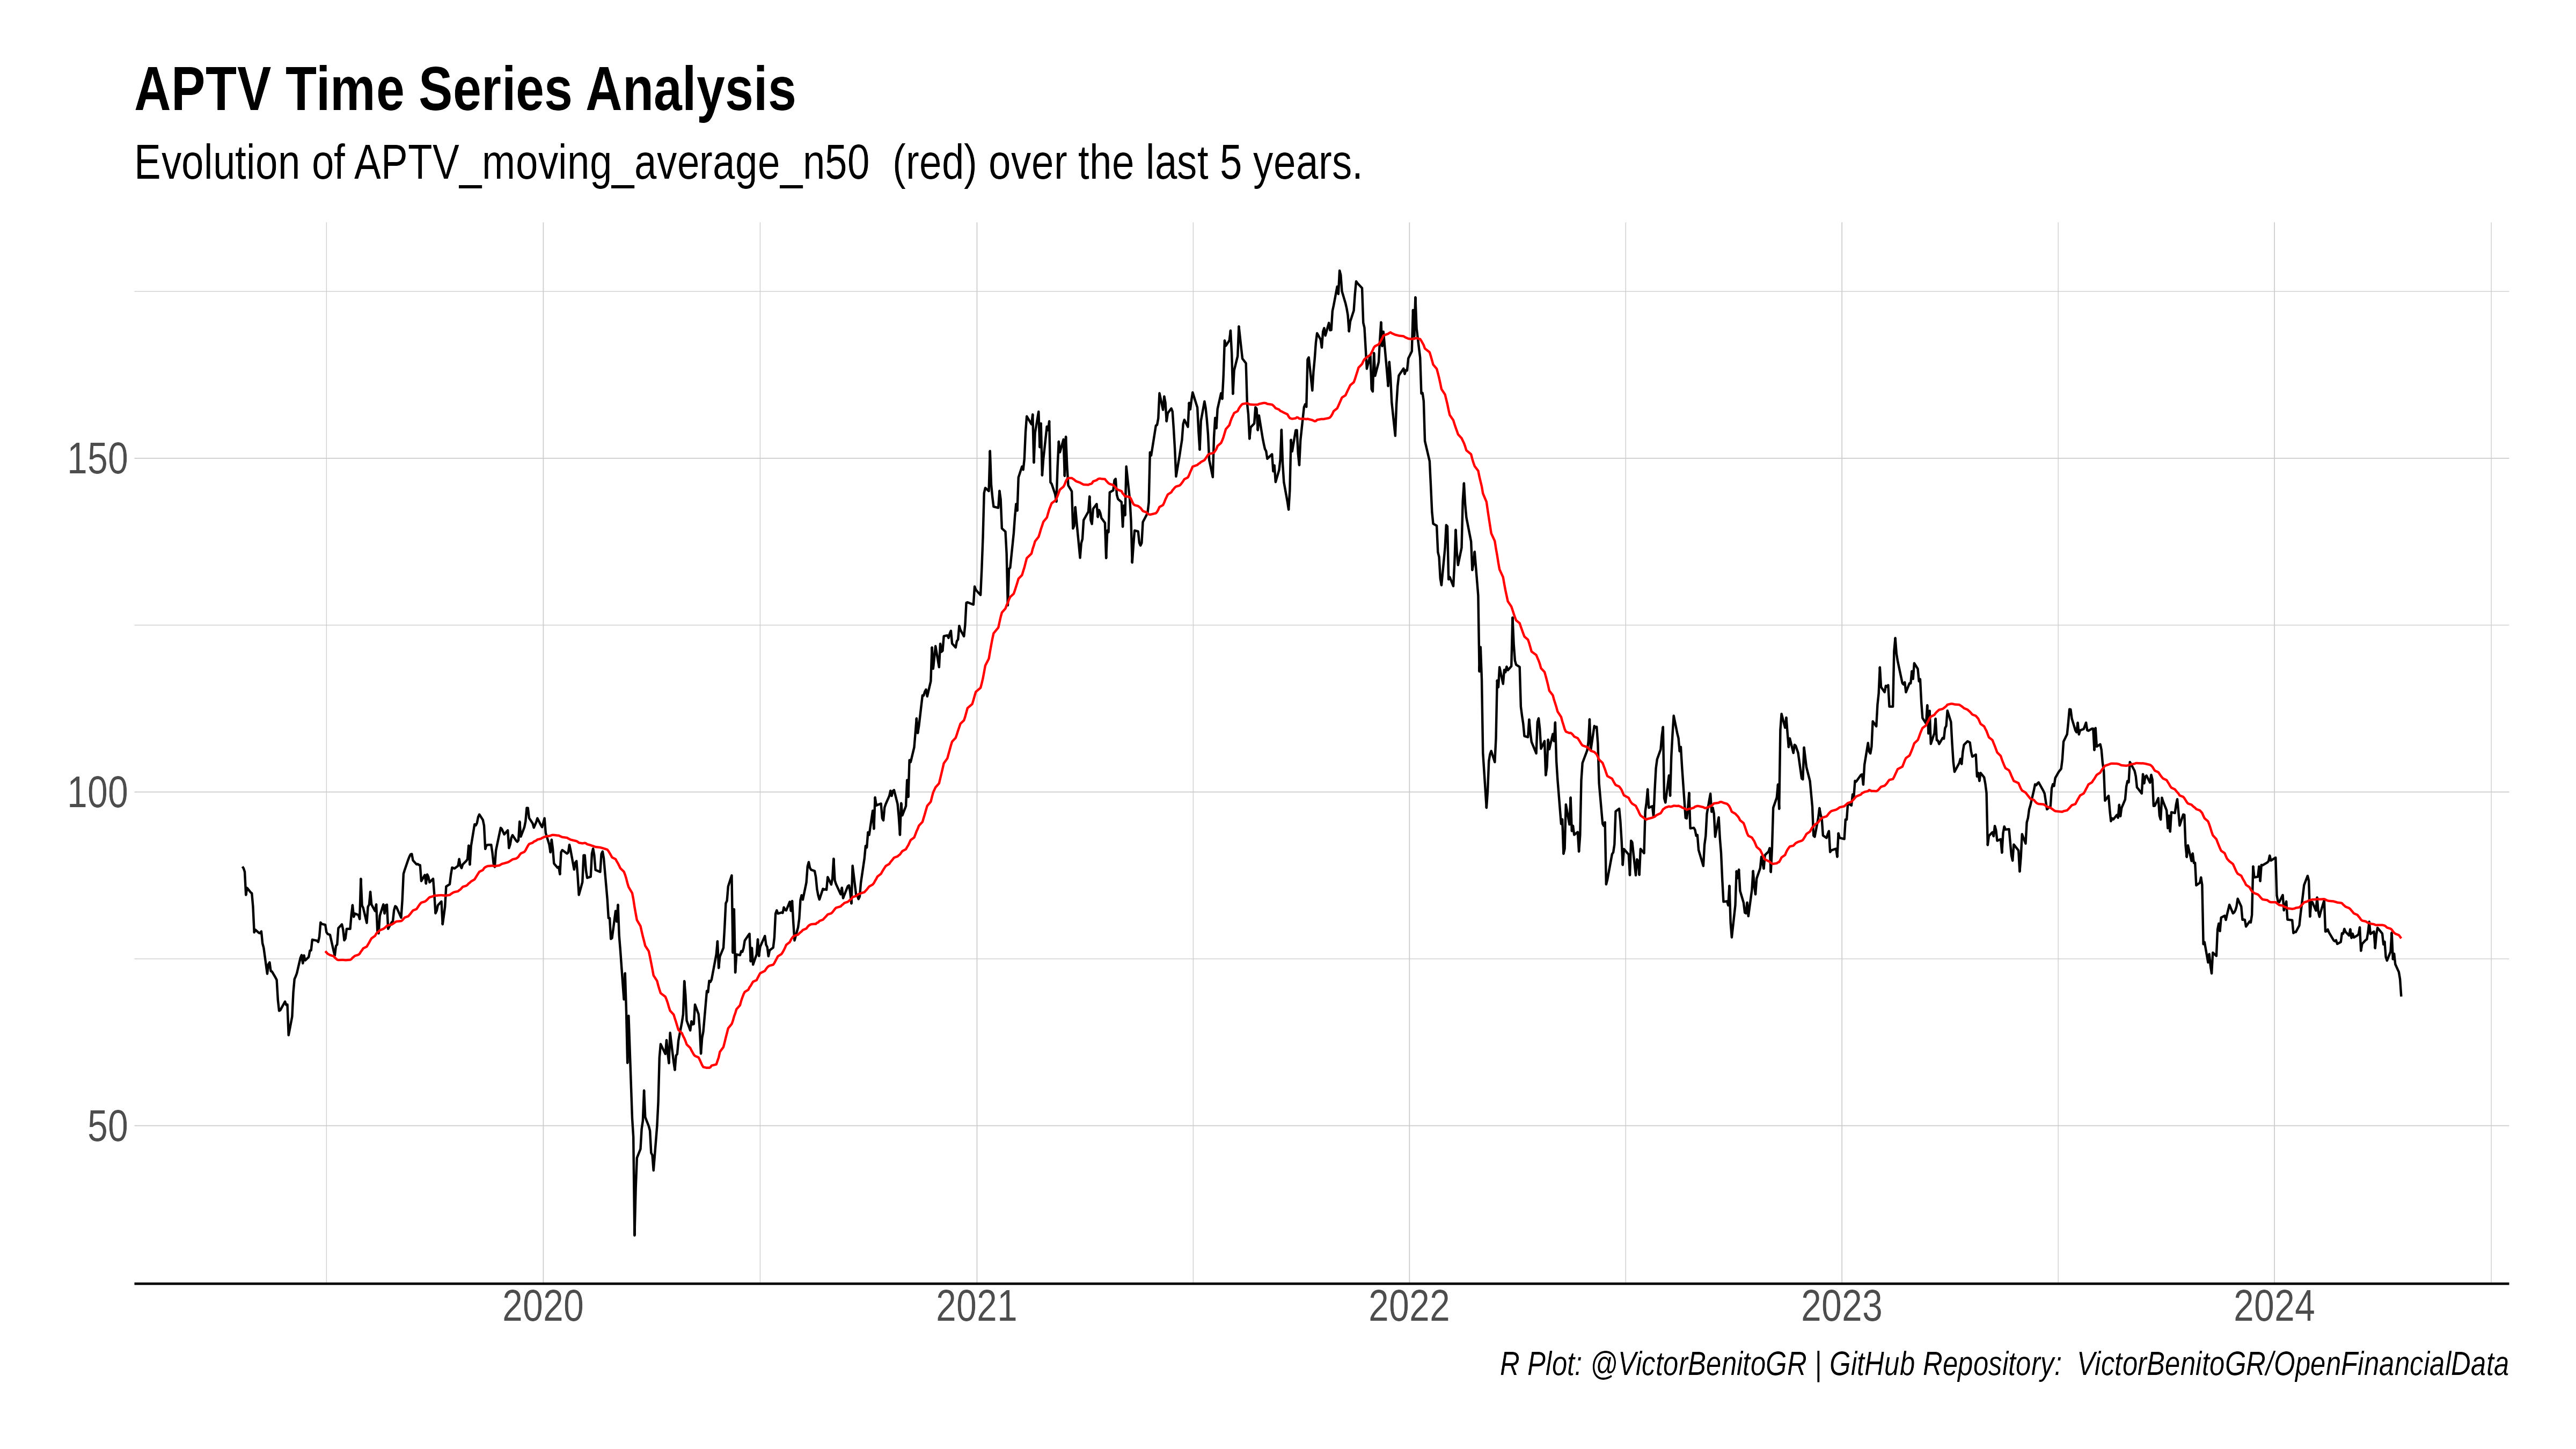 APTV Time Series Analysis
Evolution of APTV_moving_average_n50  (red) over the last 5 years.
150
100
50
2020 2021 2022 2023 2024
R Plot: @VictorBenitoGR | GitHub Repository:  VictorBenitoGR/OpenFinancialData